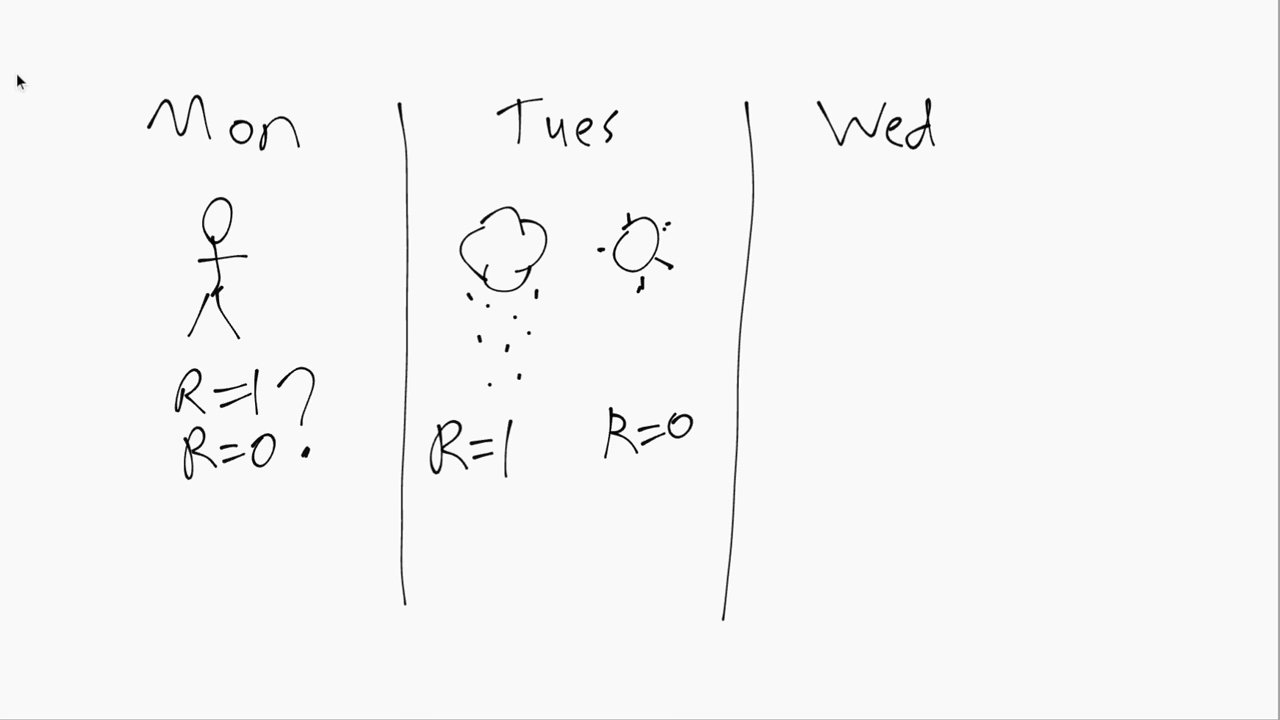 Mon
Tues
Wed
R=1 ?
R=0
R=1
R=0